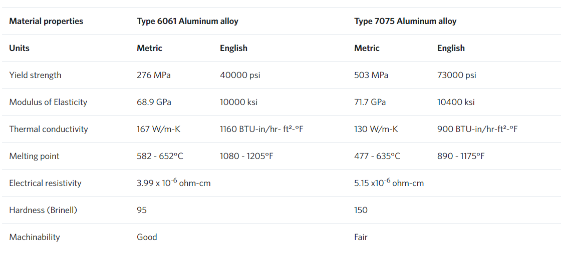 Material properties Type 6061 Aluminum alloy Type 7075 Aluminum alloy
Units Metric English Metric English
Yield strength 276 MPa 40000 psi 503 MPa 73000 psi
Modulus of Elasticity 68.9 GPa 10000 ksi 71.7 GPa 10400 ksi
Thermal conductivity 167 W/m-K 1160 BTU-in/hr- ft²-°F 130 W/m-K 900 BTU-in/hr-ft²-°F
Melting point 582 - 652°C 1080 - 1205°F 477 - 635°C 890 - 1175°F
Electrical resistivity 3.99 x 10⁻⁶ ohm-cm 5.15 x10⁻⁶ ohm-cm
Hardness (Brinell) 95 150
Machinability Good Fair